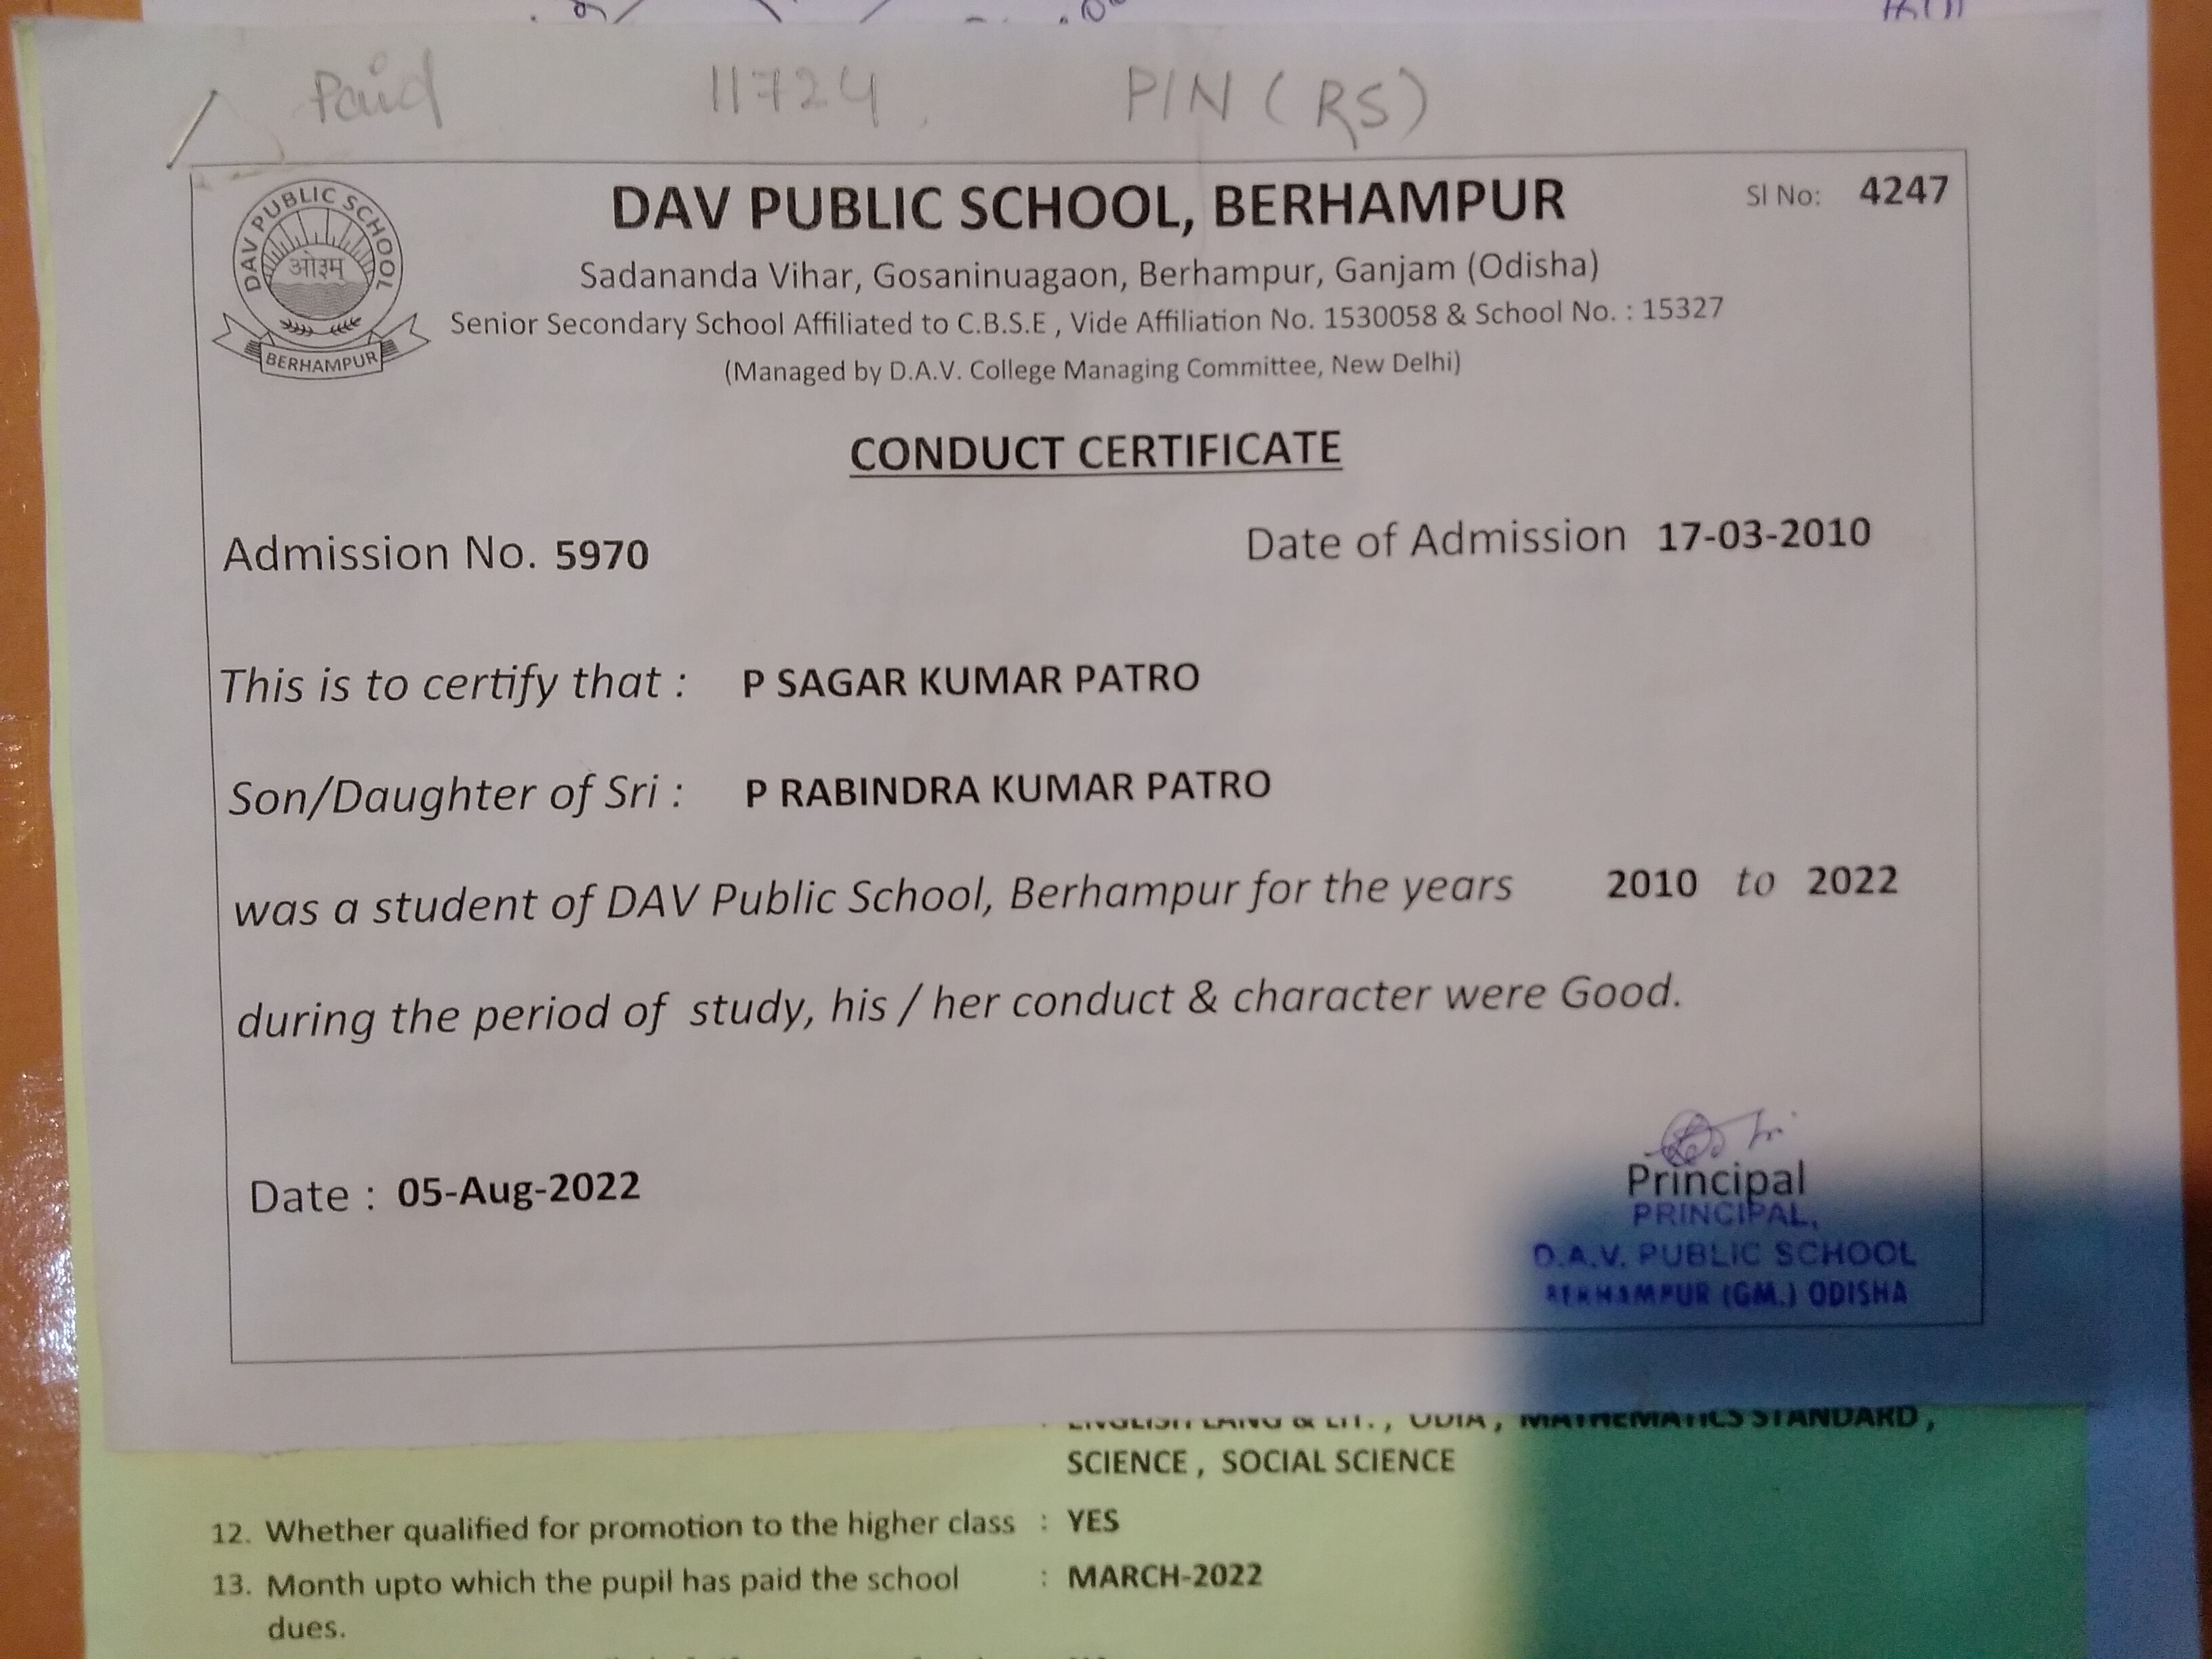 Paid 11724 PIN (RS)
DAV PUBLIC SCHOOL
ओ३म्
BERHAMPUR
DAV PUBLIC SCHOOL, BERHAMPUR
Sl No: 4247
Sadananda Vihar, Gosaninuagaon, Berhampur, Ganjam (Odisha)
Senior Secondary School Affiliated to C.B.S.E , Vide Affiliation No. 1530058 & School No. : 15327
(Managed by D.A.V. College Managing Committee, New Delhi)
CONDUCT CERTIFICATE
Admission No. 5970
Date of Admission 17-03-2010
This is to certify that : P SAGAR KUMAR PATRO
Son/Daughter of Sri : P RABINDRA KUMAR PATRO
was a student of DAV Public School, Berhampur for the years 2010 to 2022
during the period of study, his / her conduct & character were Good.
Date : 05-Aug-2022
Principal
PRINCIPAL,
D.A.V. PUBLIC SCHOOL
BERHAMPUR (GM.) ODISHA
: ENGLISH LANG & LIT. , ODIA , MATHEMATICS STANDARD ,
SCIENCE , SOCIAL SCIENCE
12. Whether qualified for promotion to the higher class : YES
13. Month upto which the pupil has paid the school : MARCH-2022
dues.